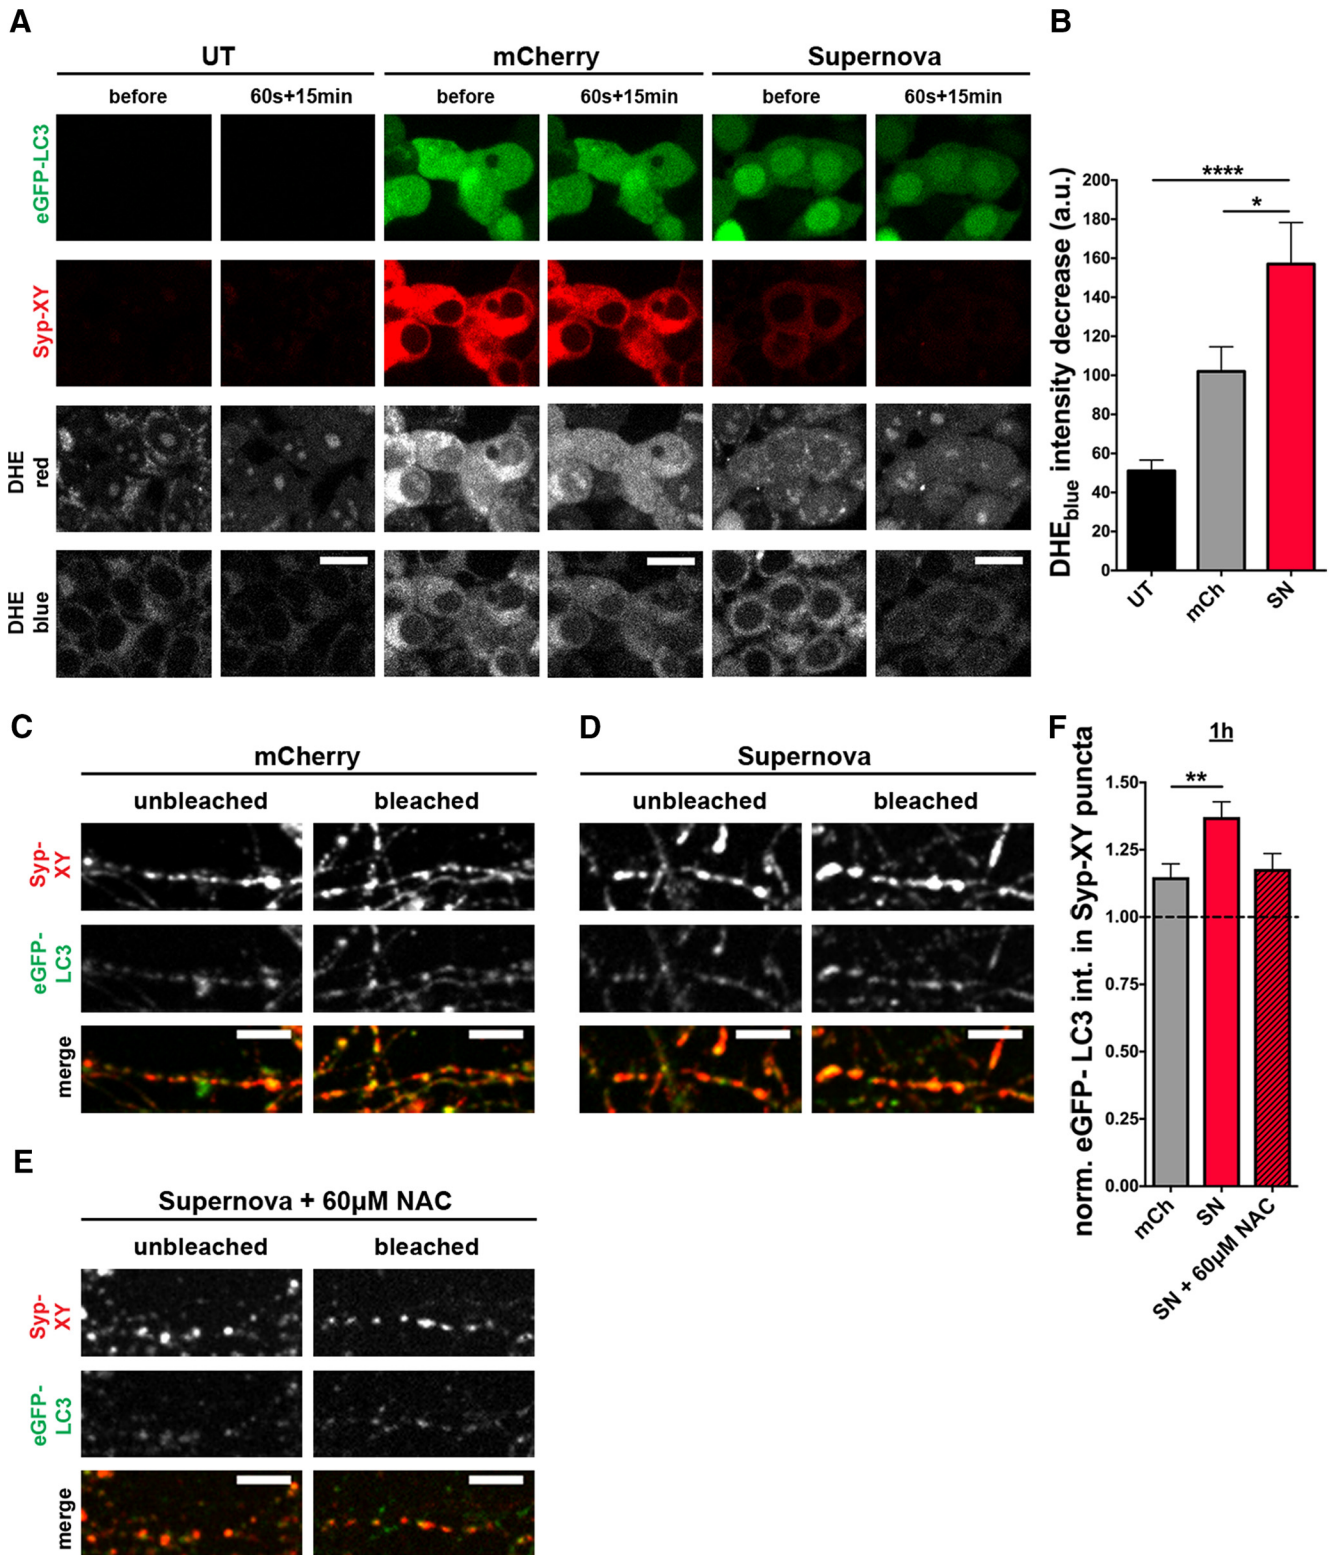 A
UT
mCherry
Supernova
before
60s+15min
before
60s+15min
before
60s+15min
eGFP-LC3
Syp-XY
DHE
red
DHE
blue
B
DHEblue intensity decrease (a.u.)
200
180
160
140
120
100
80
60
40
20
0
****
*
UT
mCh
SN
C
mCherry
unbleached
bleached
Syp-
XY
eGFP-
LC3
merge
D
Supernova
unbleached
bleached
E
Supernova + 60µM NAC
unbleached
bleached
Syp-
XY
eGFP-
LC3
merge
F
norm. eGFP- LC3 int. in Syp-XY puncta
1h
**
1.50
1.25
1.00
0.75
0.50
0.25
0.00
mCh
SN
SN + 60µM NAC